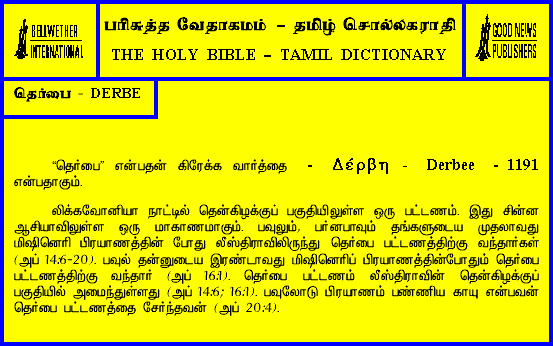 BELLWETHER
INTERNATIONAL
பரிசுத்த வேதாகமம் – தமிழ் சொல்லகராதி
THE HOLY BIBLE – TAMIL DICTIONARY
GOOD NEWS
PUBLISHERS
தெர்பை - DERBE
“தெர்பை” என்பதன் கிரேக்க வார்த்தை - Δέρβη - Derbee - 1191
என்பதாகும்.
லிக்கவோனியா நாட்டில் தென்கிழக்குப் பகுதியிலுள்ள ஒரு பட்டணம். இது சின்ன
ஆசியாவிலுள்ள ஒரு மாகாணமாகும். பவுலும், பர்னபாவும் தங்களுடைய முதலாவது
மிஷினெரி பிரயாணத்தின் போது லீஸ்திராவிலிருந்து தெர்பை பட்டணத்திற்கு வந்தார்கள்
(அப் 14:6-20). பவுல் தன்னுடைய இரண்டாவது மிஷினெரிப் பிரயாணத்தின்போதும் தெர்பை
பட்டணத்திற்கு வந்தார் (அப் 16:1). தெர்பை பட்டணம் லீஸ்திராவின் தென்கிழக்குப்
பகுதியில் அமைந்துள்ளது (அப் 14:6; 16:1). பவுலோடு பிரயாணம் பண்ணிய காயு என்பவன்
தெர்பை பட்டணத்தை சேர்ந்தவன் (அப் 20:4).